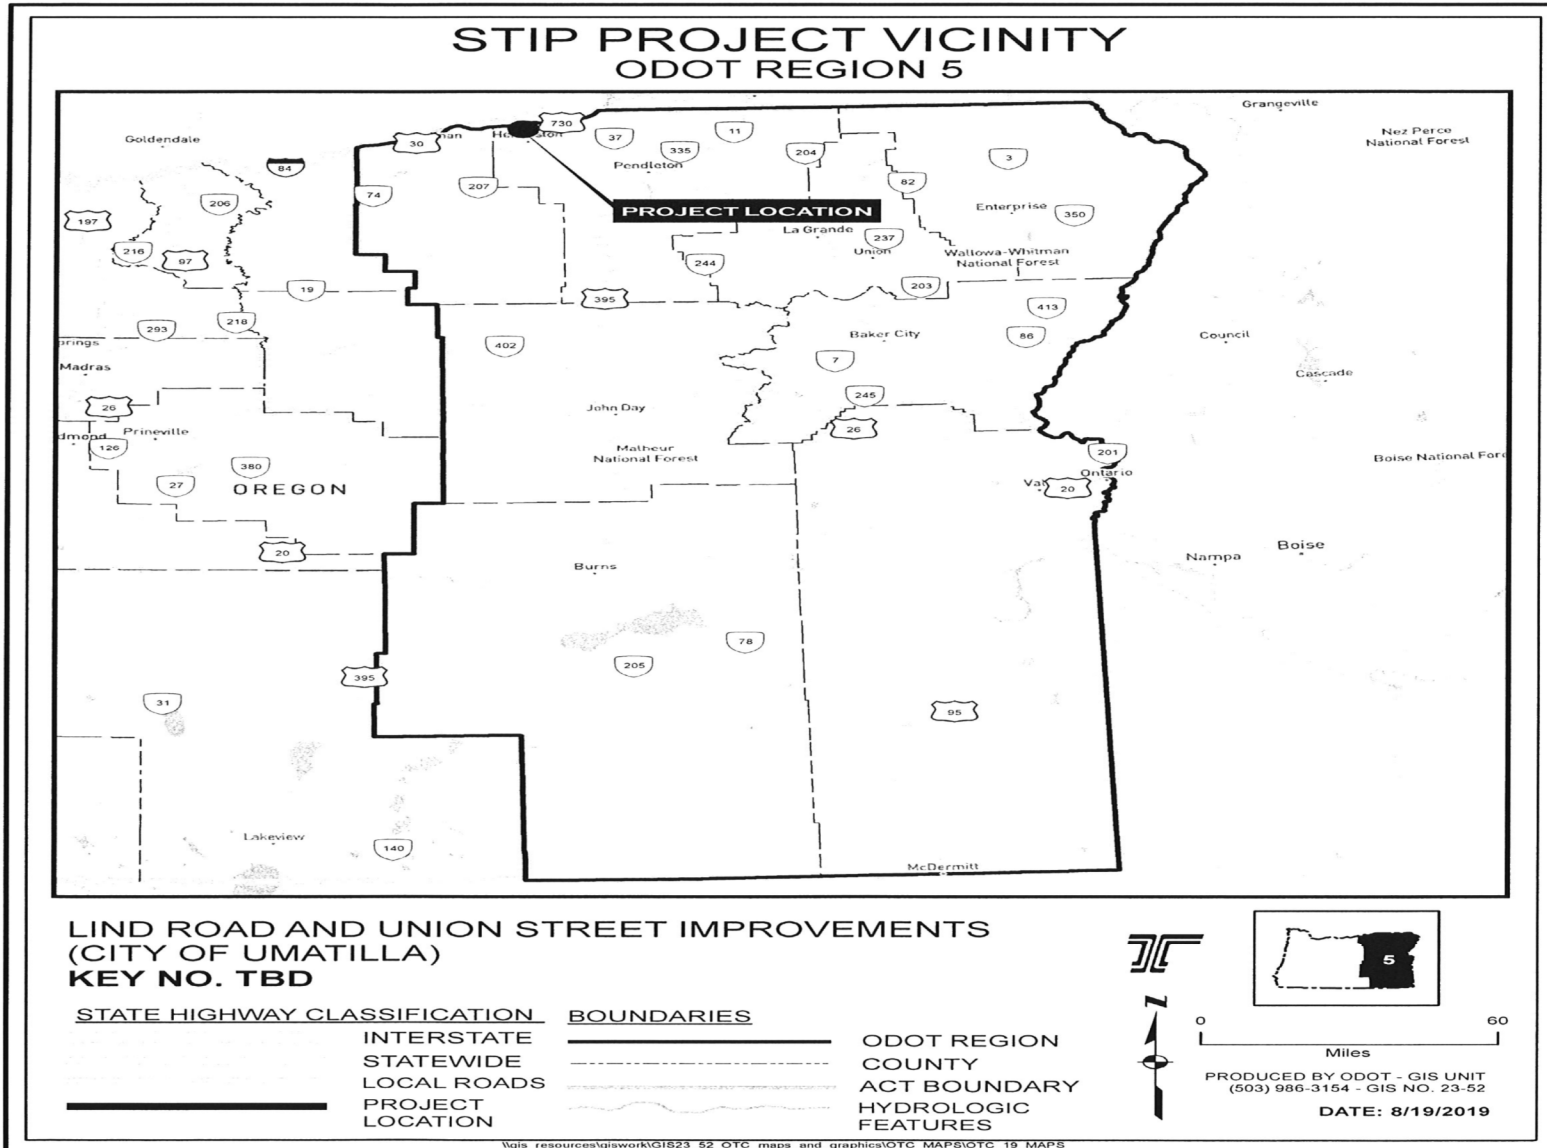 STIP PROJECT VICINITY
ODOT REGION 5
Grangeville
Nez Perce
National Forest
Goldendale
730
30
37
11
335
204
3
Pendleton
84
74
207
82
206
197
PROJECT LOCATION
Enterprise
350
La Grande
237
Union
Wallowa-Whitman
National Forest
216
97
244
203
19
395
413
293
218
402
Baker City
86
7
Council
Madras
Cascade
26
245
John Day
26
Prineville
126
Malheur
National Forest
201
380
27
OREGON
Ontario
20
Boise National
20
Nampa
Boise
Burns
78
205
395
31
95
Lakeview
140
McDermitt
LIND ROAD AND UNION STREET IMPROVEMENTS
(CITY OF UMATILLA)
KEY NO. TBD
STATE HIGHWAY CLASSIFICATION
INTERSTATE
STATEWIDE
LOCAL ROADS
PROJECT
LOCATION
BOUNDARIES
ODOT REGION
COUNTY
ACT BOUNDARY
HYDROLOGIC
FEATURES
N
5
0 60
Miles
PRODUCED BY ODOT - GIS UNIT
(503) 986-3154 - GIS NO. 23-52
DATE: 8/19/2019
\\gis_resources\giswork\GIS23_52_OTC_maps_and_graphics\OTC_MAPS\OTC_19_MAPS